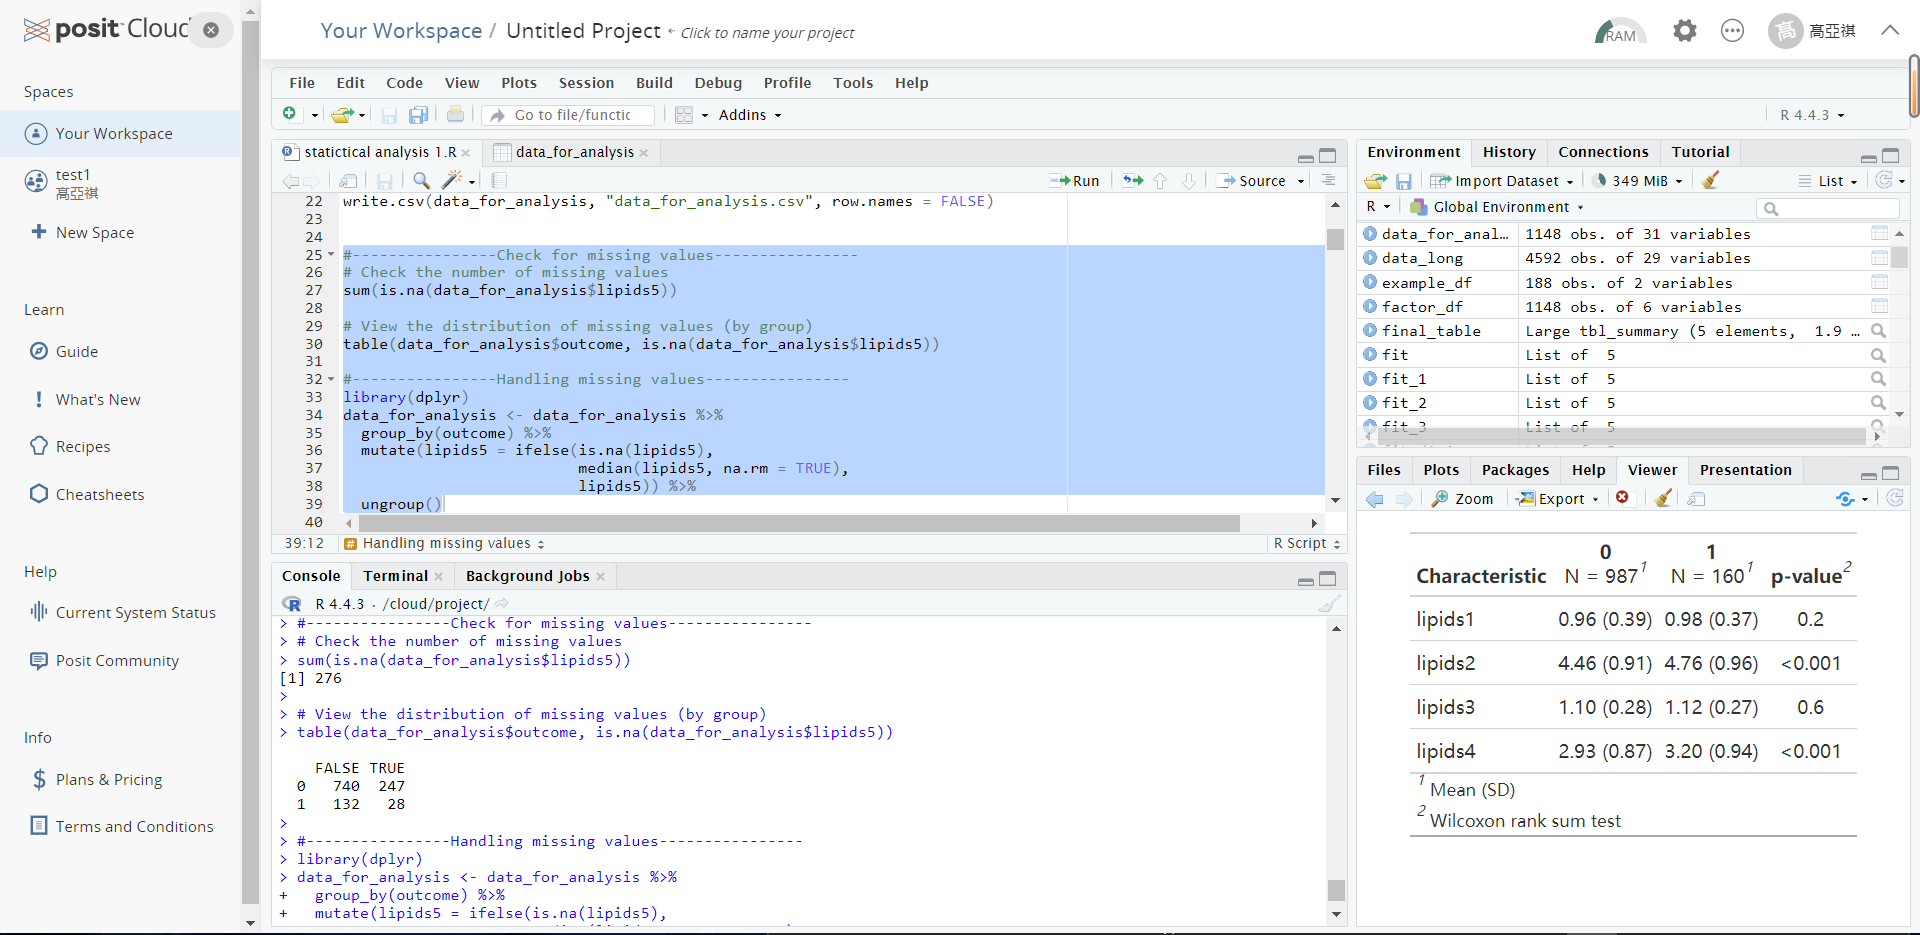 posit Cloud
Spaces
Your Workspace
test1
高亞祺
New Space
Learn
Guide
What's New
Recipes
Cheatsheets
Help
Current System Status
Posit Community
Info
Plans & Pricing
Terms and Conditions
Your Workspace / Untitled Project Click to name your project
RAM
高 高亞祺
File Edit Code View Plots Session Build Debug Profile Tools Help
Go to file/functic Addins R 4.4.3
statictical analysis 1.R data_for_analysis
Run Source
22 write.csv(data_for_analysis, "data_for_analysis.csv", row.names = FALSE)
23
24
25 #----------------Check for missing values----------------
26 # Check the number of missing values
27 sum(is.na(data_for_analysis$lipids5))
28
29 # View the distribution of missing values (by group)
30 table(data_for_analysis$outcome, is.na(data_for_analysis$lipids5))
31
32 #----------------Handling missing values----------------
33 library(dplyr)
34 data_for_analysis <- data_for_analysis %>%
35 group_by(outcome) %>%
36 mutate(lipids5 = ifelse(is.na(lipids5),
37 median(lipids5, na.rm = TRUE),
38 lipids5)) %>%
39 ungroup()
40
39:12 # Handling missing values R Script
Console Terminal Background Jobs
R R 4.4.3 · /cloud/project/
> #----------------Check for missing values----------------
> # Check the number of missing values
> sum(is.na(data_for_analysis$lipids5))
[1] 276
>
> # View the distribution of missing values (by group)
> table(data_for_analysis$outcome, is.na(data_for_analysis$lipids5))
FALSE TRUE
0 740 247
1 132 28
>
> #----------------Handling missing values----------------
> library(dplyr)
> data_for_analysis <- data_for_analysis %>%
+ group_by(outcome) %>%
+ mutate(lipids5 = ifelse(is.na(lipids5),
Environment History Connections Tutorial
Import Dataset 349 MiB List
R Global Environment
data_for_anal… 1148 obs. of 31 variables
data_long 4592 obs. of 29 variables
example_df 188 obs. of 2 variables
factor_df 1148 obs. of 6 variables
final_table Large tbl_summary (5 elements, 1.9 …
fit List of 5
fit_1 List of 5
fit_2 List of 5
fit_3 List of 5
Files Plots Packages Help Viewer Presentation
Zoom Export
0 1
Characteristic N = 987¹ N = 160¹ p-value²
lipids1 0.96 (0.39) 0.98 (0.37) 0.2
lipids2 4.46 (0.91) 4.76 (0.96) <0.001
lipids3 1.10 (0.28) 1.12 (0.27) 0.6
lipids4 2.93 (0.87) 3.20 (0.94) <0.001
1 Mean (SD)
2 Wilcoxon rank sum test